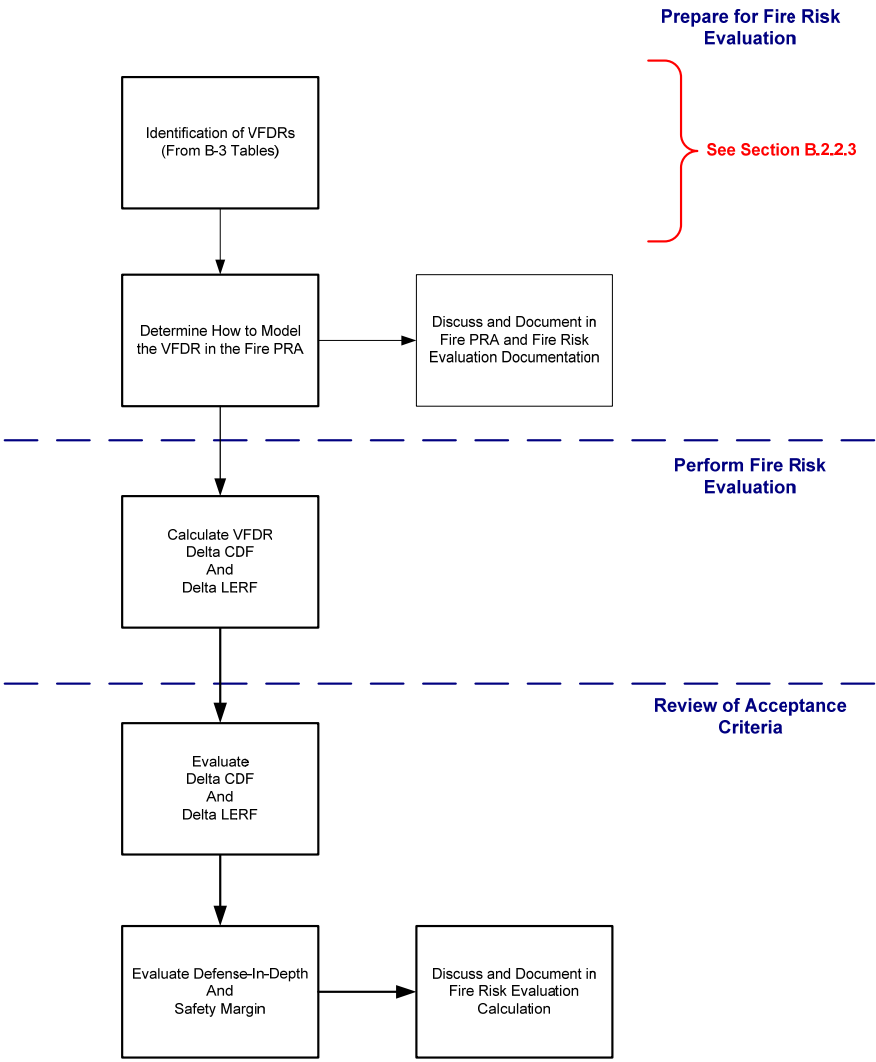 Prepare for Fire Risk
Evaluation
Identification of VFDRs
(From B-3 Tables)
See Section B.2.2.3
Determine How to Model
the VFDR in the Fire PRA
Discuss and Document in
Fire PRA and Fire Risk
Evaluation Documentation
Perform Fire Risk
Evaluation
Calculate VFDR
Delta CDF
And
Delta LERF
Review of Acceptance
Criteria
Evaluate
Delta CDF
And
Delta LERF
Evaluate Defense-In-Depth
And
Safety Margin
Discuss and Document in
Fire Risk Evaluation
Calculation